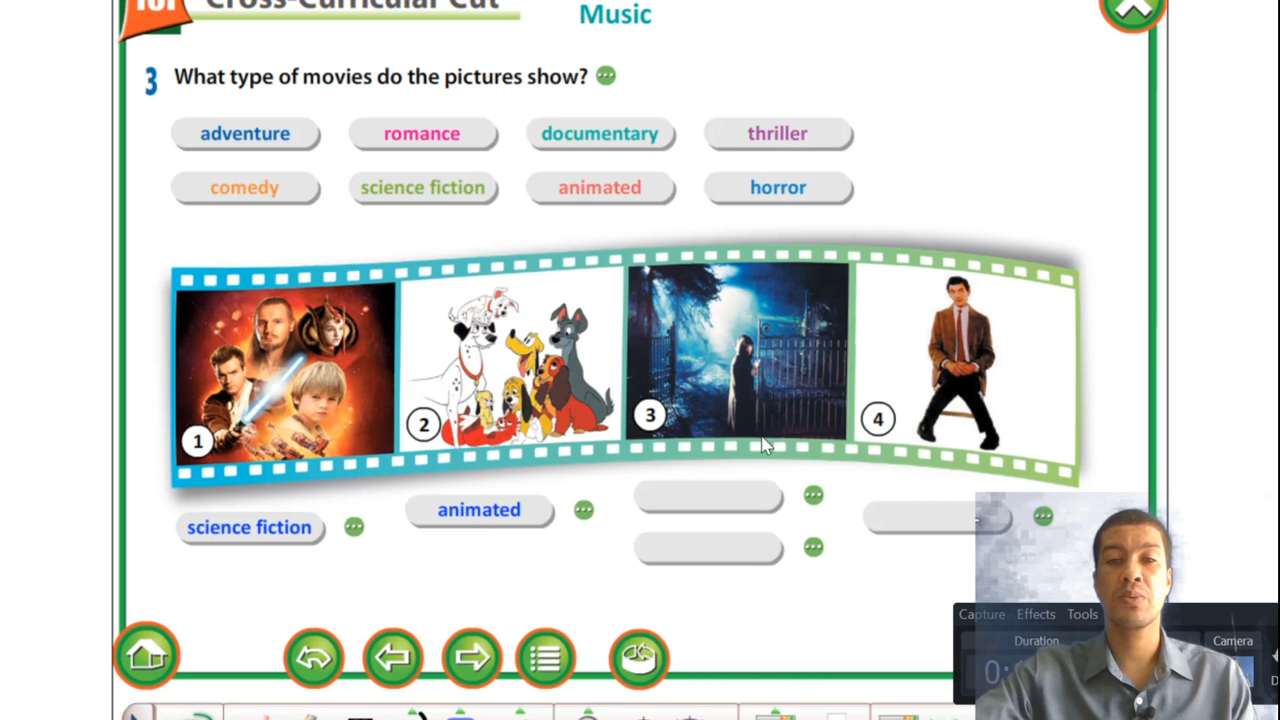 Cross-Curricular Cut
Music
3 What type of movies do the pictures show?
adventure romance documentary thriller
comedy science fiction animated horror
1
2
3
4
science fiction
animated
Capture Effects Tools
Duration
Camera